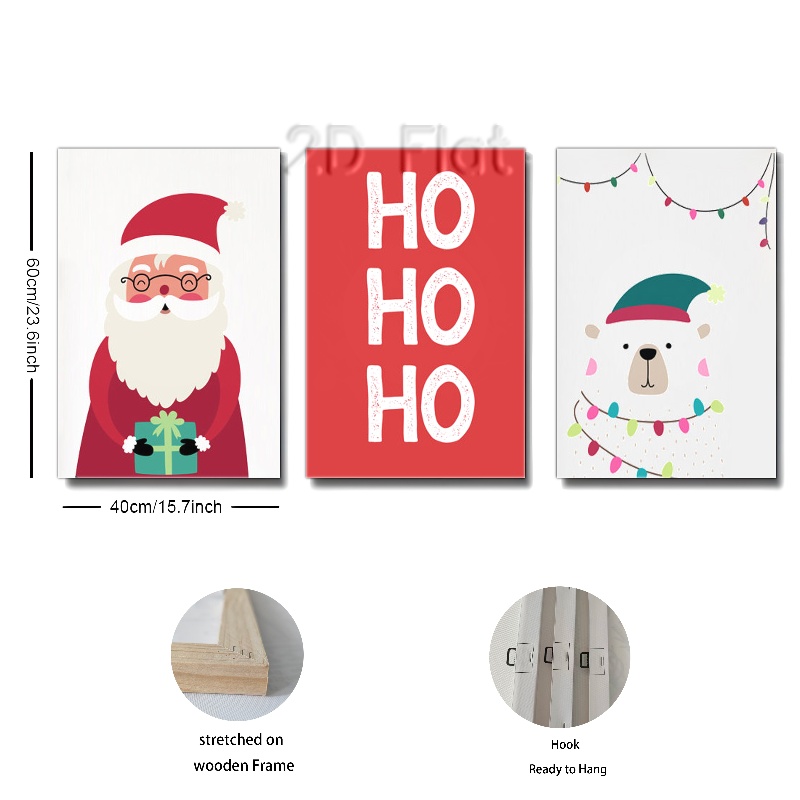 2D Flat
HO
HO
HO
60cm/23.6inch
40cm/15.7inch
stretched on
wooden Frame
Hook
Ready to Hang